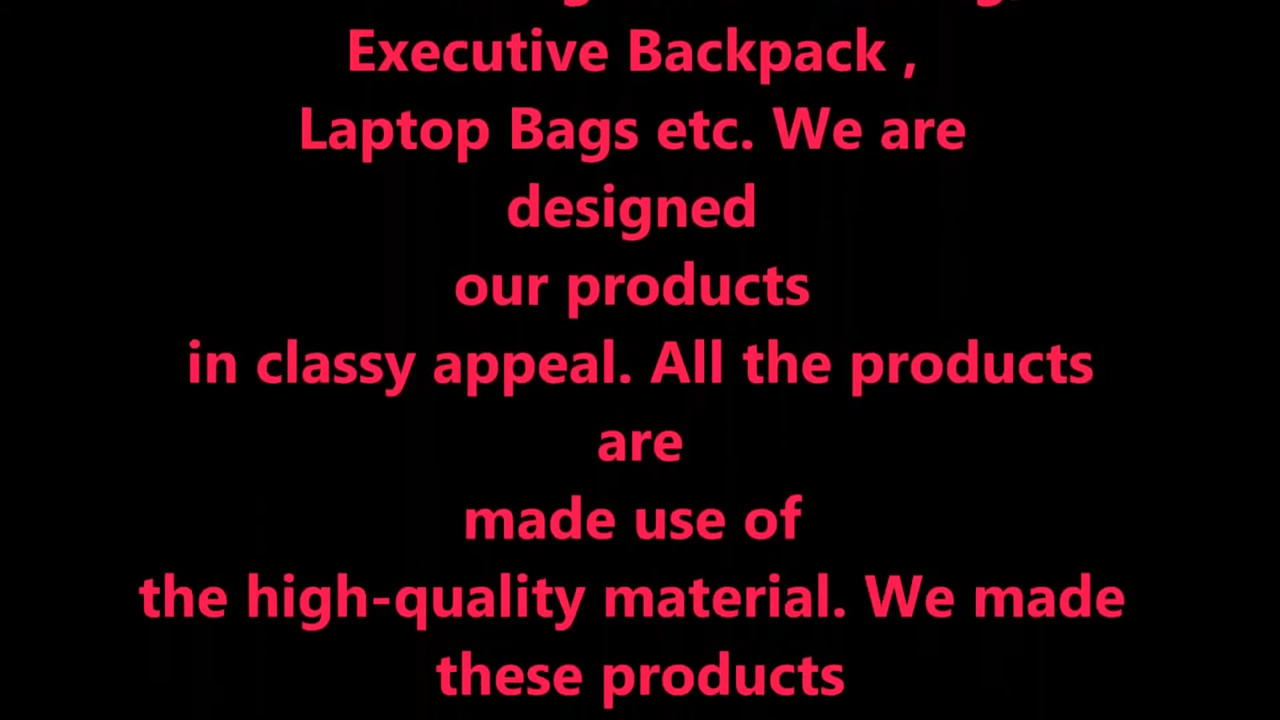 Executive Backpack ,
Laptop Bags etc. We are
designed
our products
in classy appeal. All the products
are
made use of
the high-quality material. We made
these products